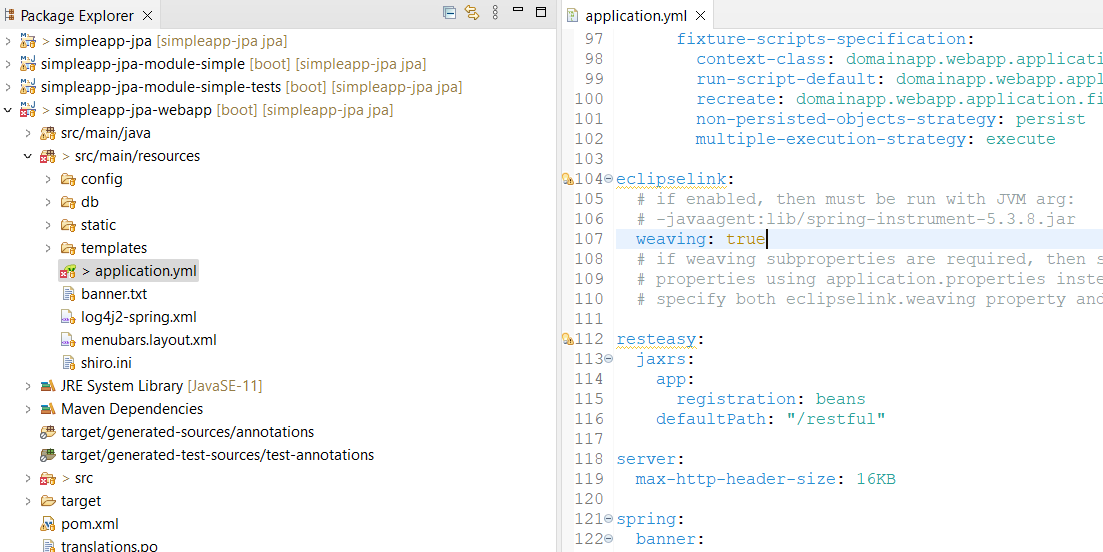 Package Explorer
> simpleapp-jpa [simpleapp-jpa jpa]
simpleapp-jpa-module-simple [boot] [simpleapp-jpa jpa]
simpleapp-jpa-module-simple-tests [boot] [simpleapp-jpa jpa]
> simpleapp-jpa-webapp [boot] [simpleapp-jpa jpa]
src/main/java
> src/main/resources
config
db
static
templates
> application.yml
banner.txt
log4j2-spring.xml
menubars.layout.xml
shiro.ini
JRE System Library [JavaSE-11]
Maven Dependencies
target/generated-sources/annotations
target/generated-test-sources/test-annotations
> src
target
pom.xml
translations.po
application.yml
97 fixture-scripts-specification:
98 context-class: domainapp.webapp.applicati
99 run-script-default: domainapp.webapp.appl
100 recreate: domainapp.webapp.application.fi
101 non-persisted-objects-strategy: persist
102 multiple-execution-strategy: execute
103
104 eclipselink:
105 # if enabled, then must be run with JVM arg:
106 # -javaagent:lib/spring-instrument-5.3.8.jar
107 weaving: true
108 # if weaving subproperties are required, then s
109 # properties using application.properties inste
110 # specify both eclipselink.weaving property and
111
112 resteasy:
113 jaxrs:
114 app:
115 registration: beans
116 defaultPath: "/restful"
117
118 server:
119 max-http-header-size: 16KB
120
121 spring:
122 banner: